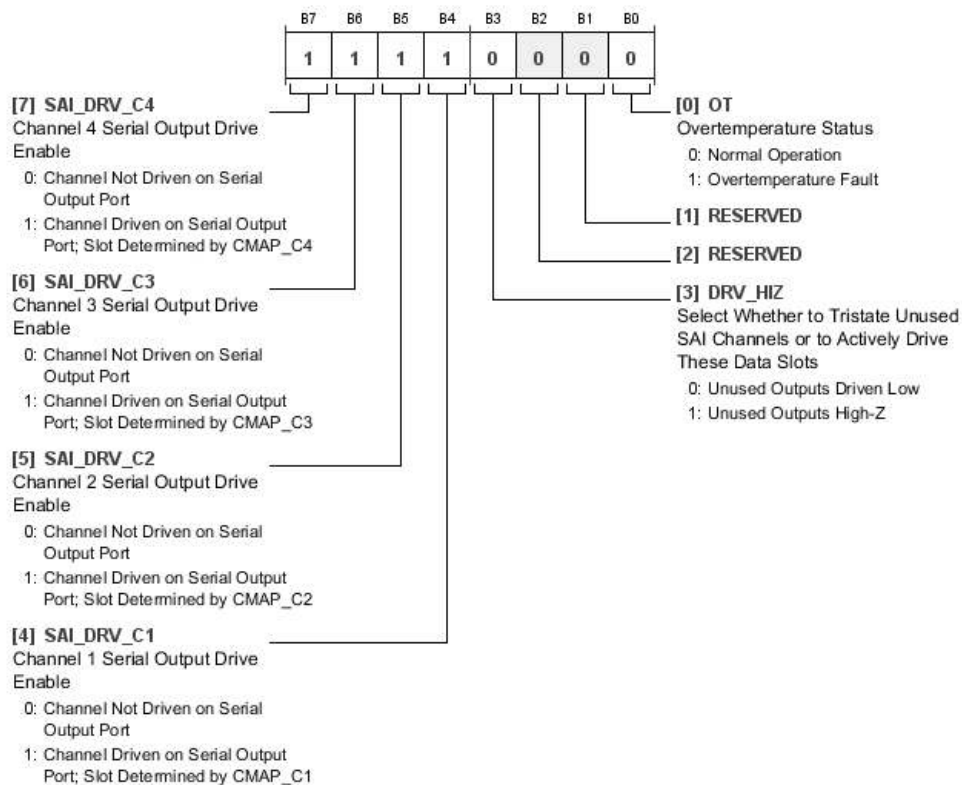 B7 B6 B5 B4 B3 B2 B1 B0
1 1 1 1 0 0 0 0
[7] SAI_DRV_C4
Channel 4 Serial Output Drive
Enable
0: Channel Not Driven on Serial
Output Port
1: Channel Driven on Serial Output
Port; Slot Determined by CMAP_C4
[6] SAI_DRV_C3
Channel 3 Serial Output Drive
Enable
0: Channel Not Driven on Serial
Output Port
1: Channel Driven on Serial Output
Port; Slot Determined by CMAP_C3
[5] SAI_DRV_C2
Channel 2 Serial Output Drive
Enable
0: Channel Not Driven on Serial
Output Port
1: Channel Driven on Serial Output
Port; Slot Determined by CMAP_C2
[4] SAI_DRV_C1
Channel 1 Serial Output Drive
Enable
0: Channel Not Driven on Serial
Output Port
1: Channel Driven on Serial Output
Port; Slot Determined by CMAP_C1
[0] OT
Overtemperature Status
0: Normal Operation
1: Overtemperature Fault
[1] RESERVED
[2] RESERVED
[3] DRV_HIZ
Select Whether to Tristate Unused
SAI Channels or to Actively Drive
These Data Slots
0: Unused Outputs Driven Low
1: Unused Outputs High-Z